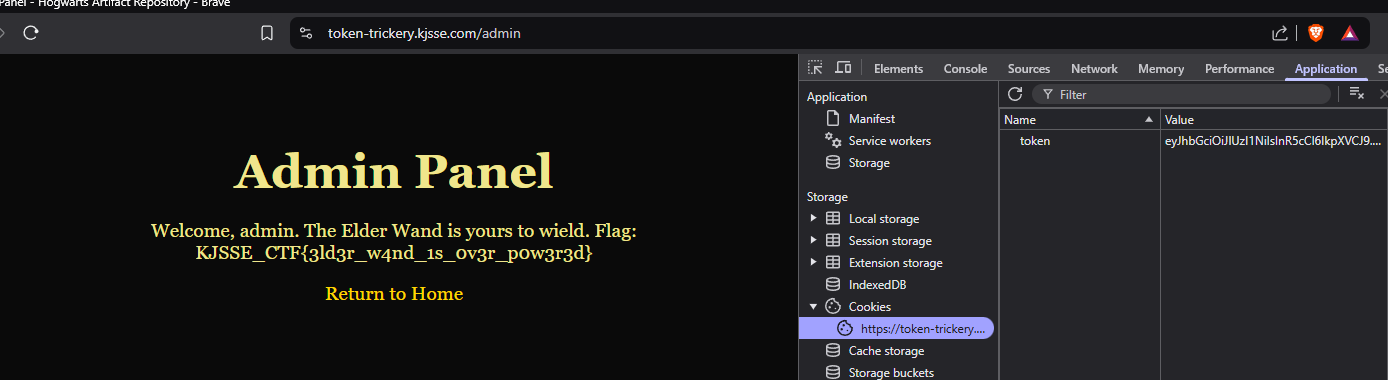 Panel - Hogwarts Artifact Repository - Brave
token-trickery.kjsse.com/admin
Elements Console Sources Network Memory Performance Application Se
Application
Manifest
Service workers
Storage
Storage
Local storage
Session storage
Extension storage
IndexedDB
Cookies
https://token-trickery....
Cache storage
Storage buckets
Filter
Name Value
token eyJhbGciOiJIUzI1NiIsInR5cCI6IkpXVCJ9....
Admin Panel
Welcome, admin. The Elder Wand is yours to wield. Flag:
KJSSE_CTF{3ld3r_w4nd_1s_0v3r_p0w3r3d}
Return to Home